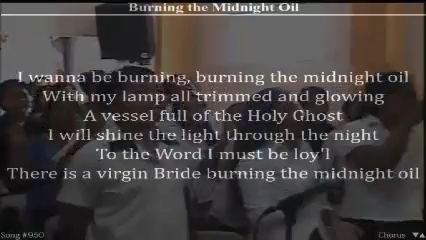 Burning the Midnight Oil
I wanna be burning, burning the midnight oil
With my lamp all trimmed and glowing
A vessel full of the Holy Ghost
I will shine the light through the night
To the Word I must be loy'l
There is a virgin Bride burning the midnight oil
Song #950
Chorus ▼▲